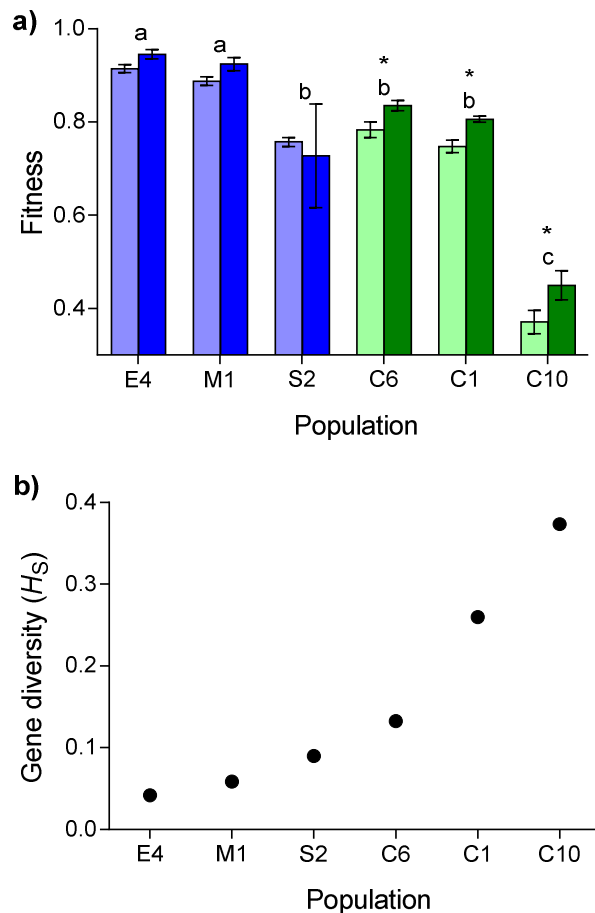 a)
1.0
0.8
0.6
0.4
Fitness
a
a
b
*
b
*
b
*
c
E4 M1 S2 C6 C1 C10
Population
b)
0.4
0.3
0.2
0.1
0.0
Gene diversity (HS)
E4 M1 S2 C6 C1 C10
Population